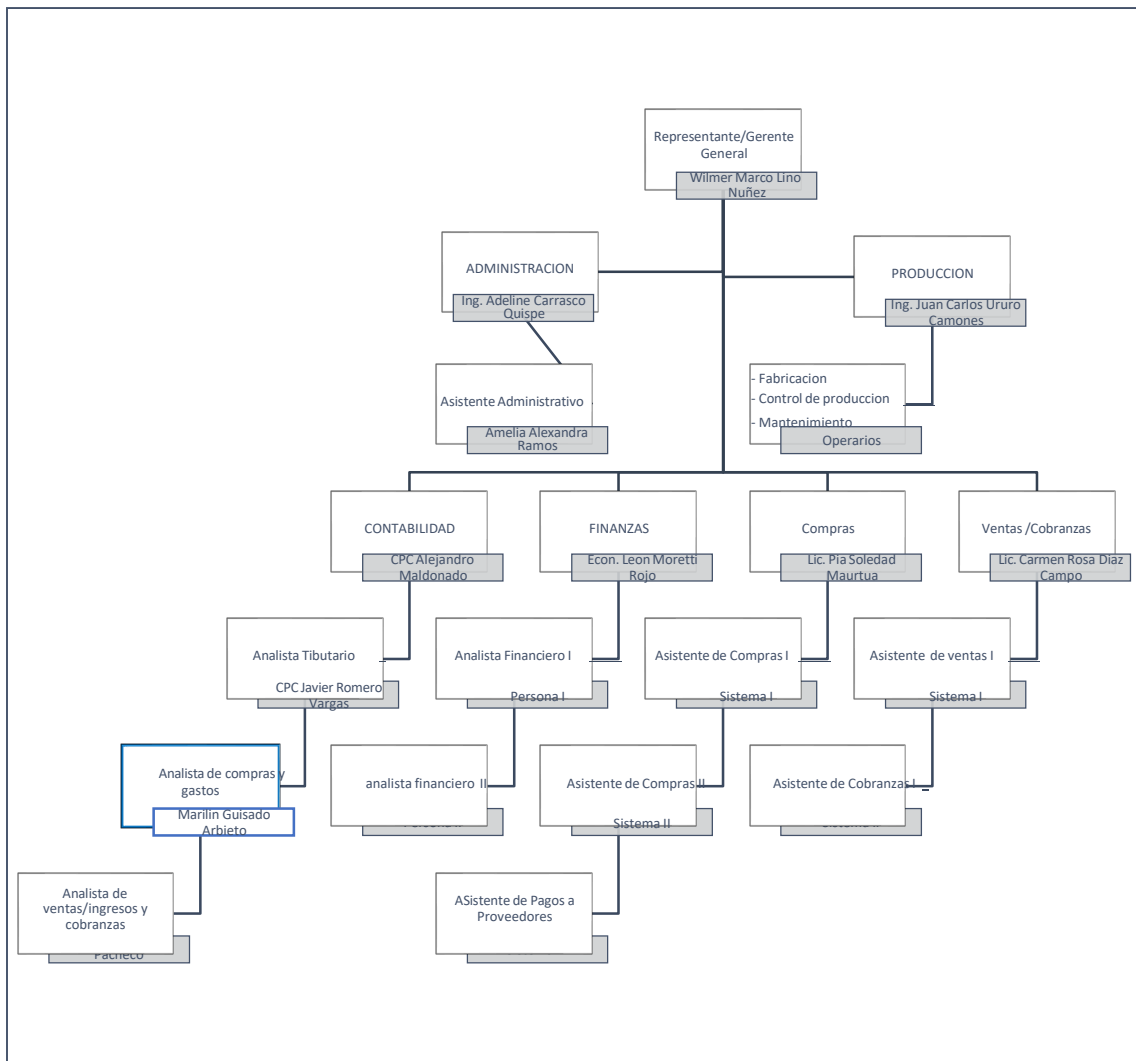 Representante/Gerente
General
Wilmer Marco Lino
Nuñez
ADMINISTRACION
Ing. Adeline Carrasco
Quispe
PRODUCCION
Ing. Juan Carlos Ururo
Camones
Asistente Administrativo
Amelia Alexandra
Ramos
- Fabricacion
- Control de produccion
- Mantenimiento
Operarios
CONTABILIDAD
CPC Alejandro
Maldonado
FINANZAS
Econ. Leon Moretti
Rojo
Compras
Lic. Pia Soledad
Maurtua
Ventas /Cobranzas
Lic. Carmen Rosa Diaz
Campo
Analista Tibutario
CPC Javier Romero
Vargas
Analista Financiero I
Persona I
Asistente de Compras I
Sistema I
Asistente de ventas I
Sistema I
Analista de compras y
gastos
Marilin Guisado
Arbieto
analista financiero II
Persona II
Asistente de Compras II
Sistema II
Asistente de Cobranzas I
Sistema II
Analista de
ventas/ingresos y
cobranzas
Pacheco
ASistente de Pagos a
Proveedores